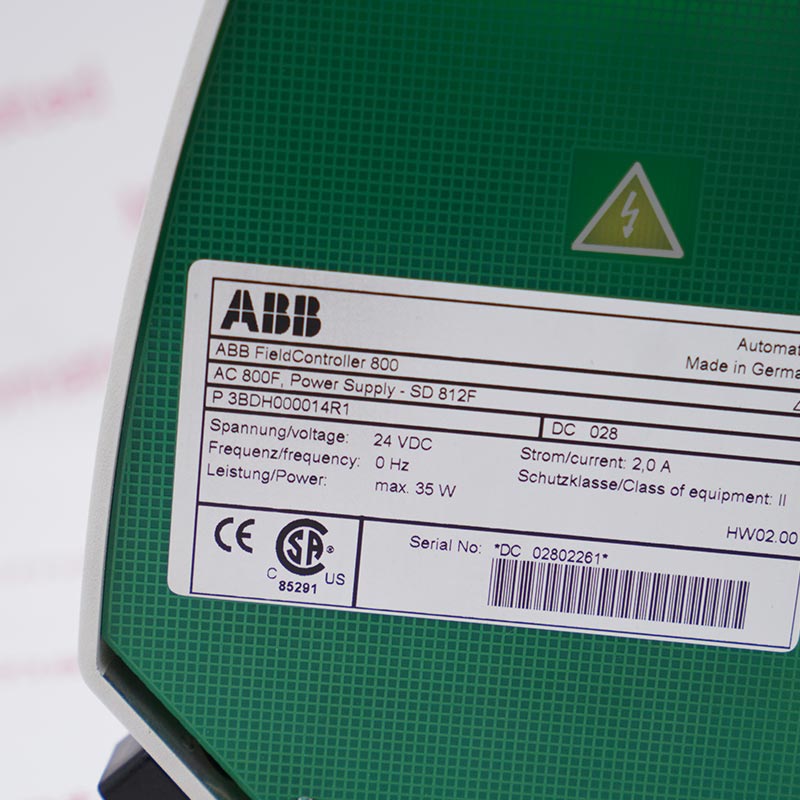 ABB
Automat
ABB FieldController 800
Made in Germa
AC 800F, Power Supply - SD 812F
P 3BDH000014R1
DC 028
Spannung/voltage: 24 VDC
Strom/current: 2,0 A
Frequenz/frequency: 0 Hz
Schutzklasse/Class of equipment: II
Leistung/Power: max. 35 W
HW02.00
CE SA ®
C US
85291
Serial No: *DC 02802261*